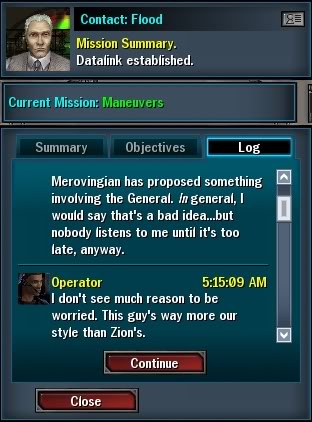 Contact: Flood
Mission Summary.
Datalink established.
Current Mission: Maneuvers
Summary
Objectives
Log
Merovingian has proposed something
involving the General. In general, I
would say that's a bad idea...but
nobody listens to me until it's too
late, anyway.
Operator 5:15:09 AM
I don't see much reason to be
worried. This guy's way more our
style than Zion's.
Continue
Close